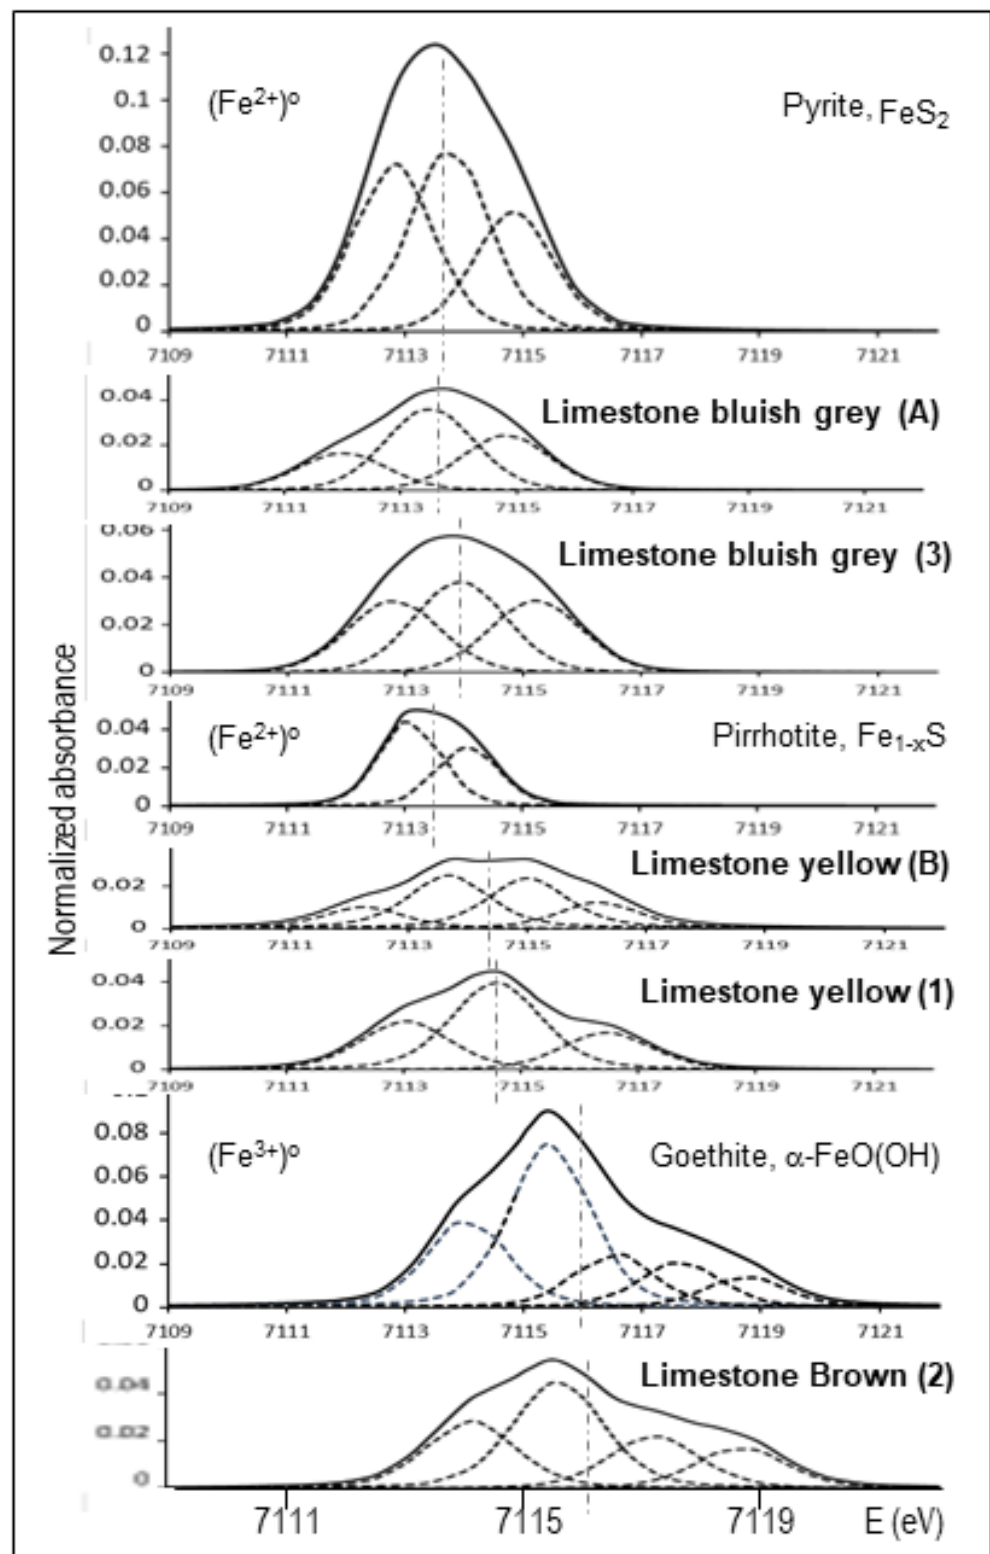 0.12
(Fe²⁺)º
Pyrite, FeS₂
0.1
0.08
0.06
0.04
0.02
0
7109 7111 7113 7115 7117 7119 7121
0.04
Limestone bluish grey (A)
0.02
0
7109 7111 7113 7115 7117 7119 7121
0.06
Limestone bluish grey (3)
0.04
0.02
0
7109 7111 7113 7115 7117 7119 7121
Normalized absorbance
(Fe²⁺)º
Pirrhotite, Fe₁₋ₓS
0.04
0.02
0
7109 7111 7113 7115 7117 7119 7121
Limestone yellow (B)
0.02
0
7109 7111 7113 7115 7117 7119 7121
0.04
Limestone yellow (1)
0.02
0
7109 7111 7113 7115 7117 7119 7121
0.08
(Fe³⁺)º
Goethite, α-FeO(OH)
0.06
0.04
0.02
0
7109 7111 7113 7115 7117 7119 7121
Limestone Brown (2)
0.04
0.02
0
7111 7115 7119 E (eV)